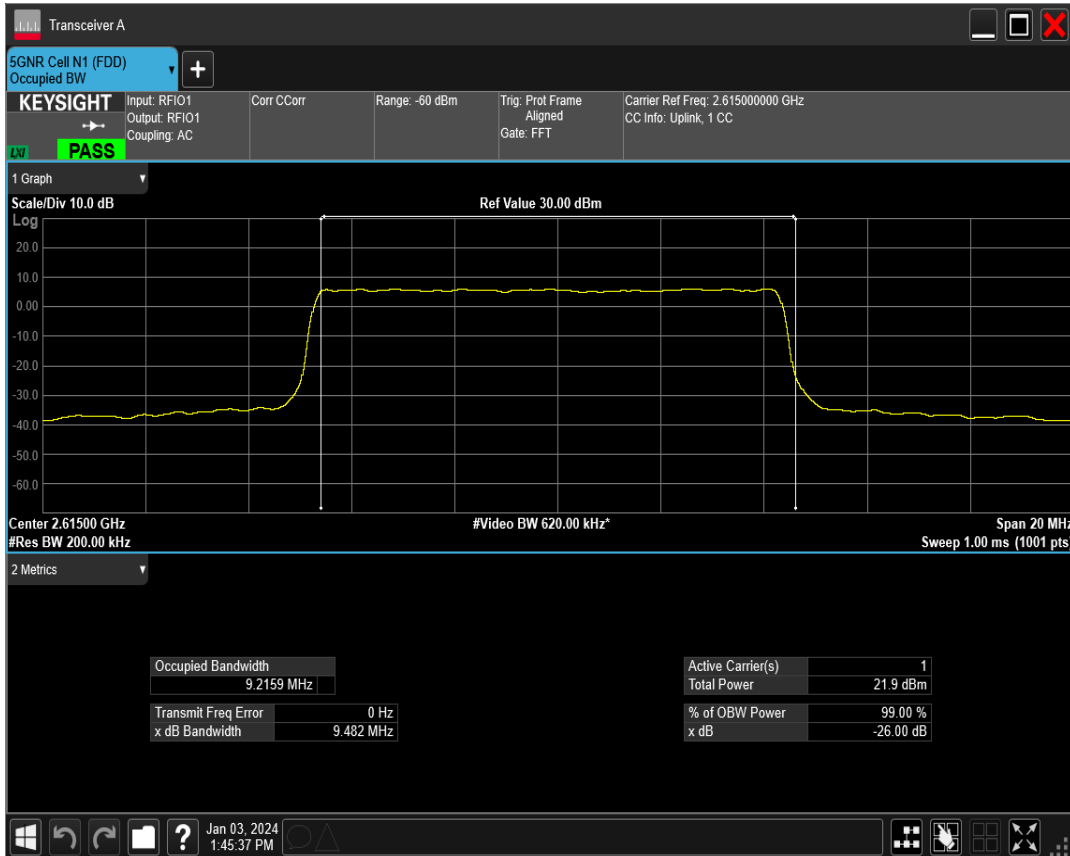 Transceiver A
5GNR Cell N1 (FDD)
Occupied BW
+
KEYSIGHT
LXI
PASS
Input: RFIO1
Output: RFIO1
Coupling: AC
Corr CCorr
Range: -60 dBm
Trig: Prot Frame
Aligned
Gate: FFT
Carrier Ref Freq: 2.615000000 GHz
CC Info: Uplink, 1 CC
1 Graph
Scale/Div 10.0 dB
Ref Value 30.00 dBm
Log
20.0
10.0
0.00
-10.0
-20.0
-30.0
-40.0
-50.0
-60.0
Center 2.61500 GHz
#Video BW 620.00 kHz*
Span 20 MHz
#Res BW 200.00 kHz
Sweep 1.00 ms (1001 pts)
2 Metrics
Occupied Bandwidth
9.2159 MHz
Transmit Freq Error 0 Hz
x dB Bandwidth 9.482 MHz
Active Carrier(s) 1
Total Power 21.9 dBm
% of OBW Power 99.00 %
x dB -26.00 dB
?
Jan 03, 2024
1:45:37 PM